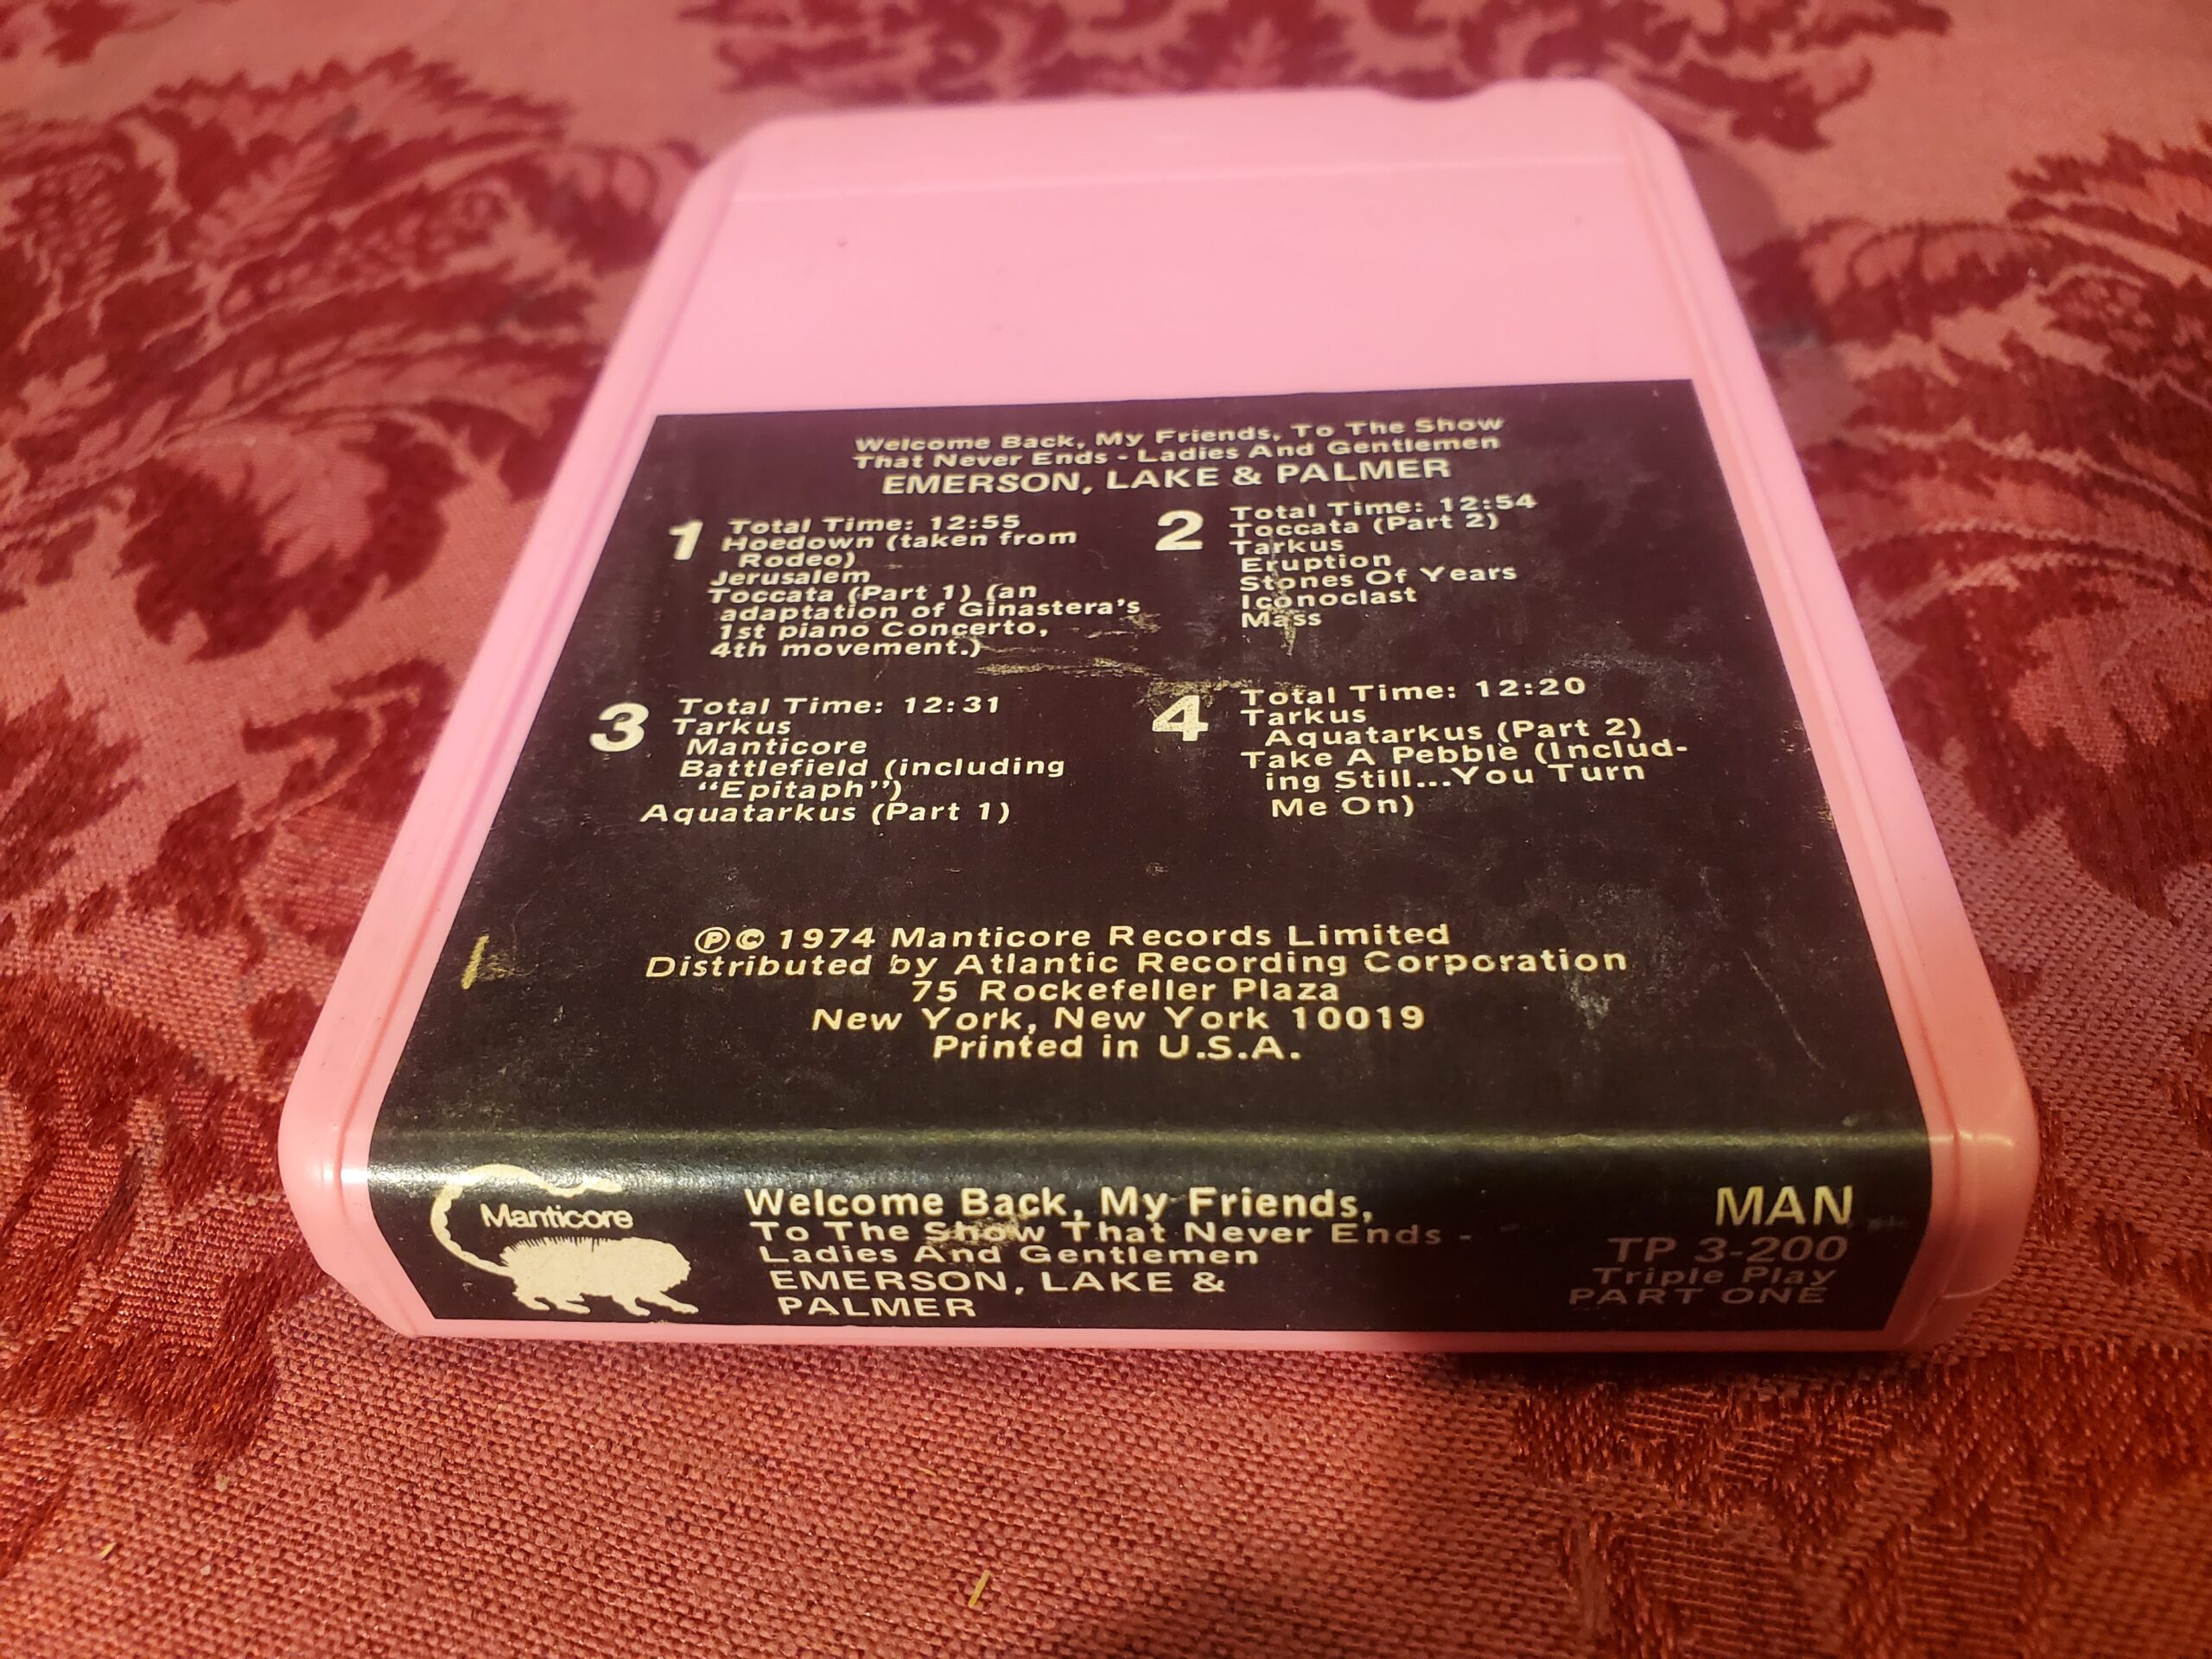 Welcome Back, My Friends, To The Show
That Never Ends - Ladies And Gentlemen
EMERSON, LAKE & PALMER
1 Total Time: 12:55
Hoedown (taken from
Rodeo)
Jerusalem
Toccata (Part 1) (an
adaptation of Ginastera's
1st piano Concerto,
4th movement.)
2 Total Time: 12:54
Toccata (Part 2)
Tarkus
Eruption
Stones Of Years
Iconoclast
Mass
3 Total Time: 12:31
Tarkus
Manticore
Battlefield (including
"Epitaph")
Aquatarkus (Part 1)
4 Total Time: 12:20
Tarkus
Aquatarkus (Part 2)
Take A Pebble (Includ-
ing Still...You Turn
Me On)
Ⓟ© 1974 Manticore Records Limited
Distributed by Atlantic Recording Corporation
75 Rockefeller Plaza
New York, New York 10019
Printed in U.S.A.
Manticore
Welcome Back, My Friends,
To The Show That Never Ends -
Ladies And Gentlemen
EMERSON, LAKE &
PALMER
MAN
TP 3-200
Triple Play
PART ONE